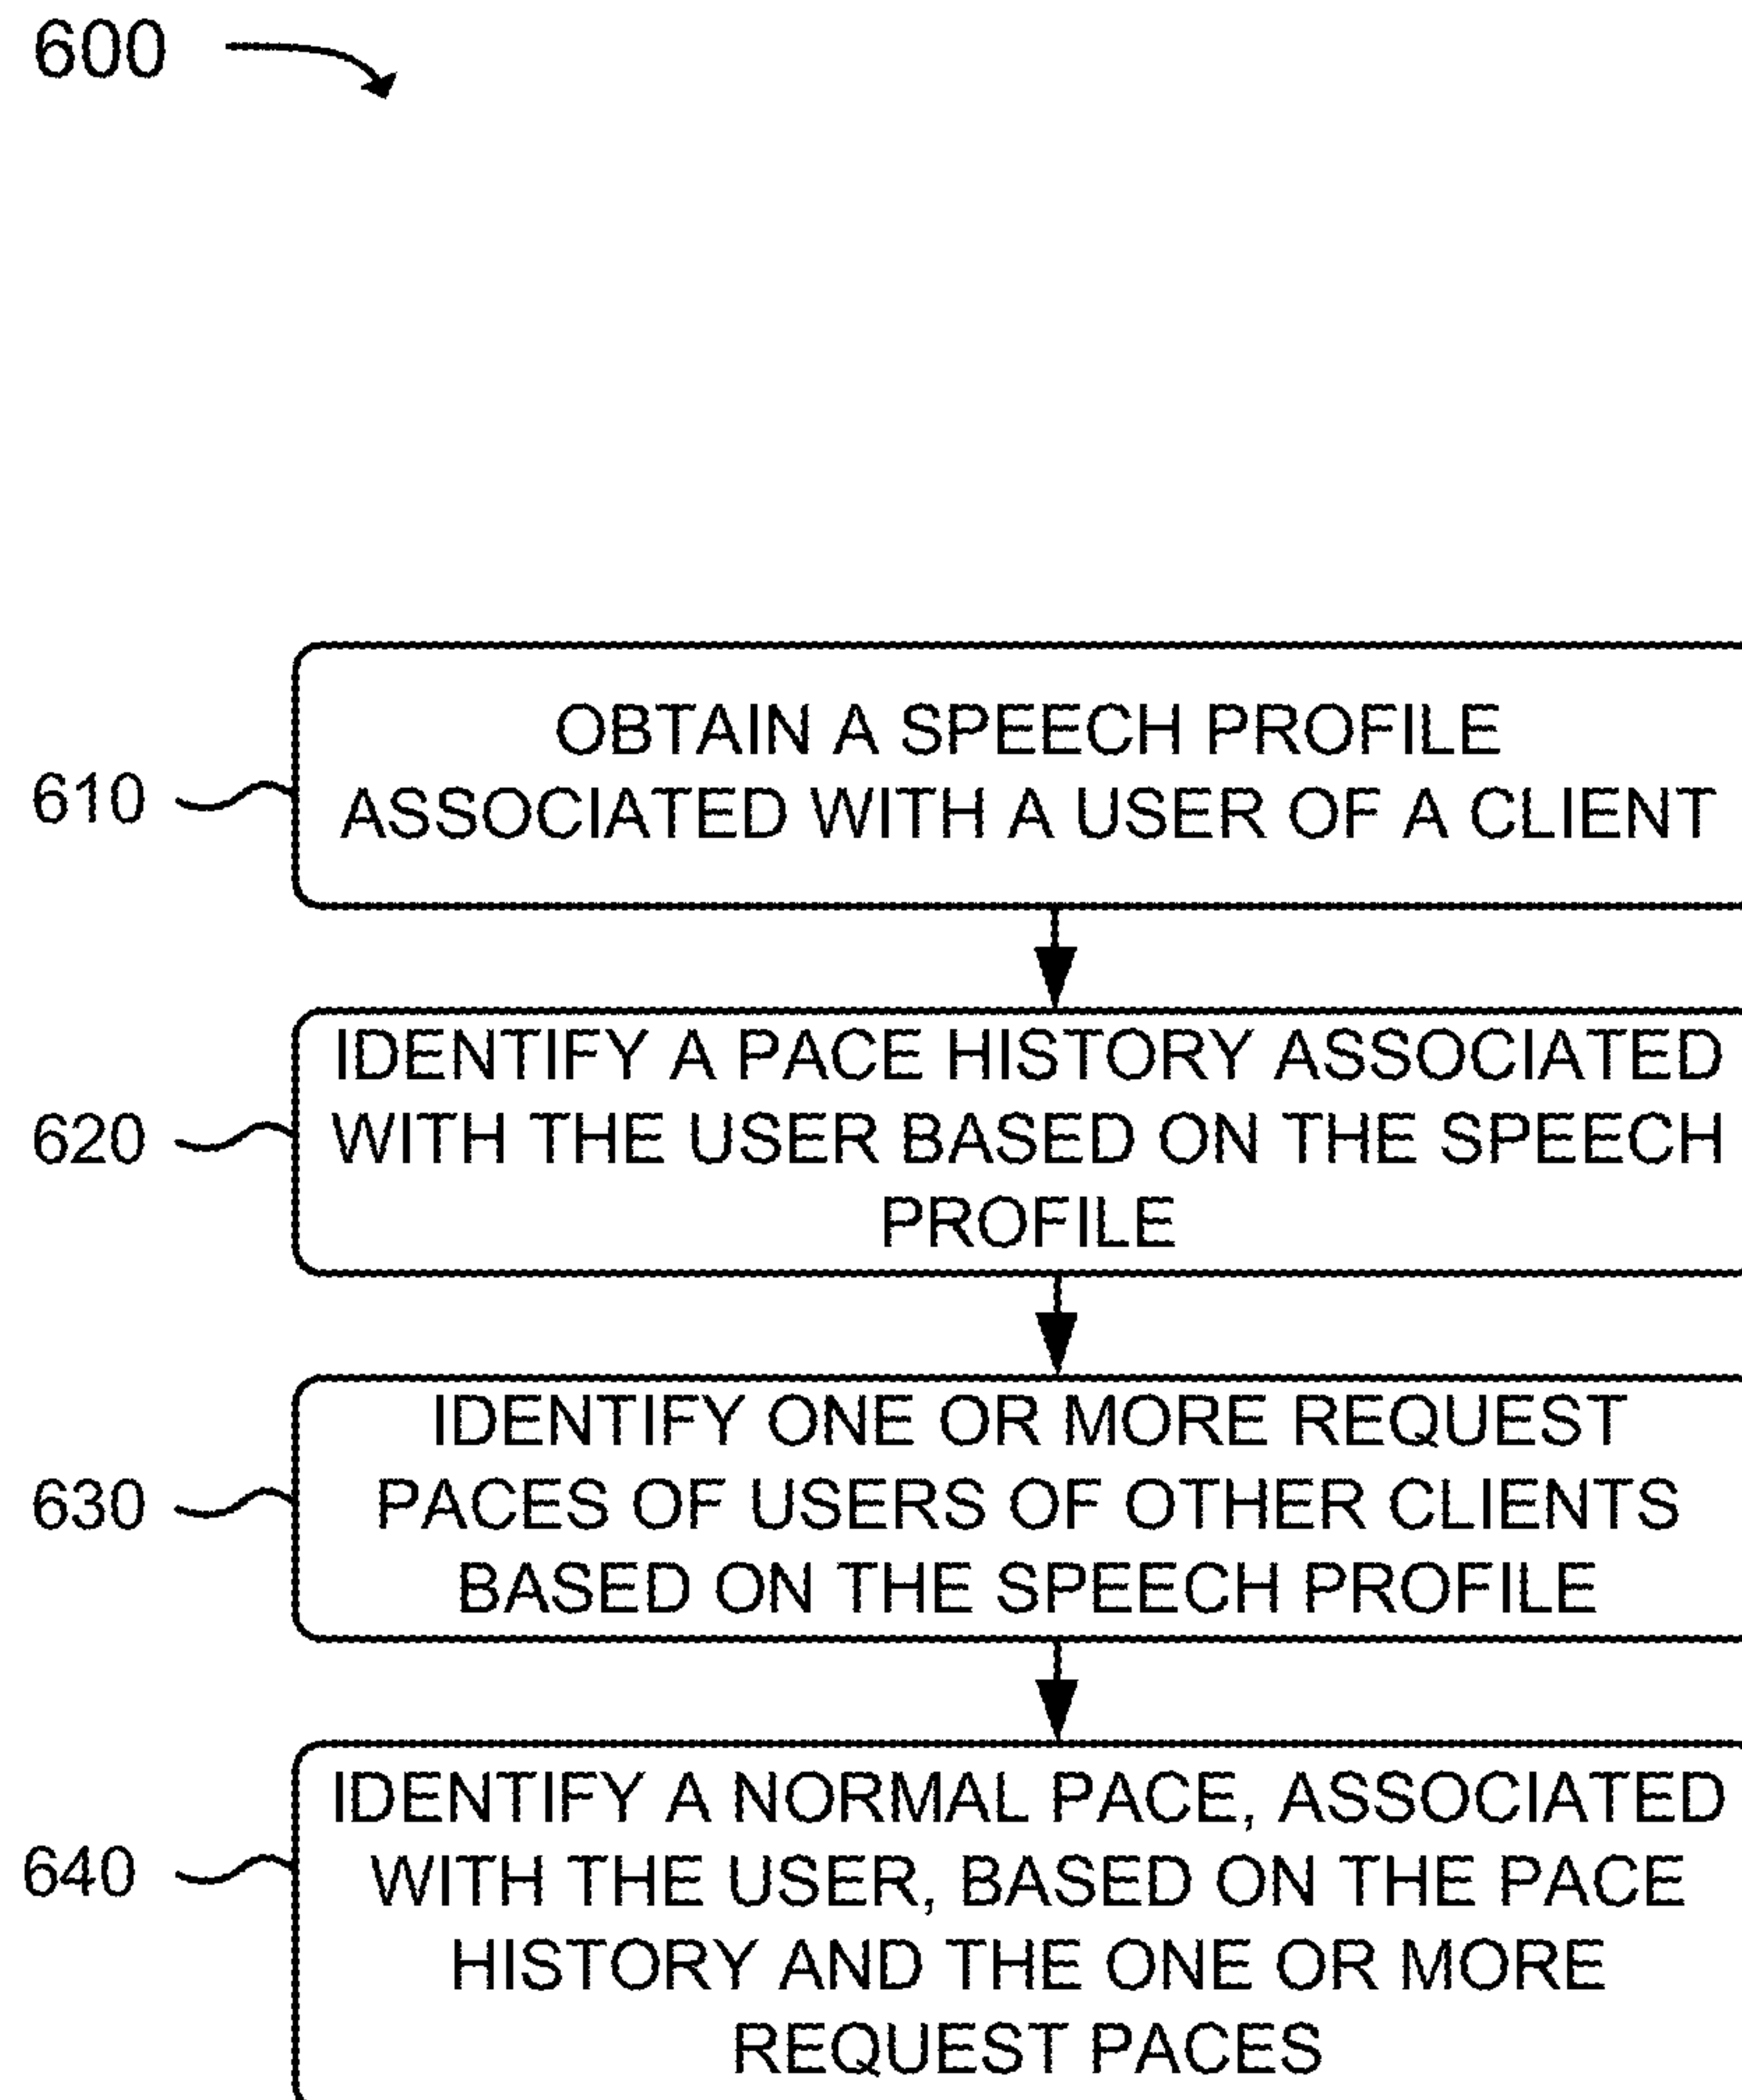 600
OBTAIN A SPEECH PROFILE
ASSOCIATED WITH A USER OF A CLIENT
610
IDENTIFY A PACE HISTORY ASSOCIATED
WITH THE USER BASED ON THE SPEECH
PROFILE
620
IDENTIFY ONE OR MORE REQUEST
PACES OF USERS OF OTHER CLIENTS
BASED ON THE SPEECH PROFILE
630
IDENTIFY A NORMAL PACE, ASSOCIATED
WITH THE USER, BASED ON THE PACE
HISTORY AND THE ONE OR MORE
REQUEST PACES
640